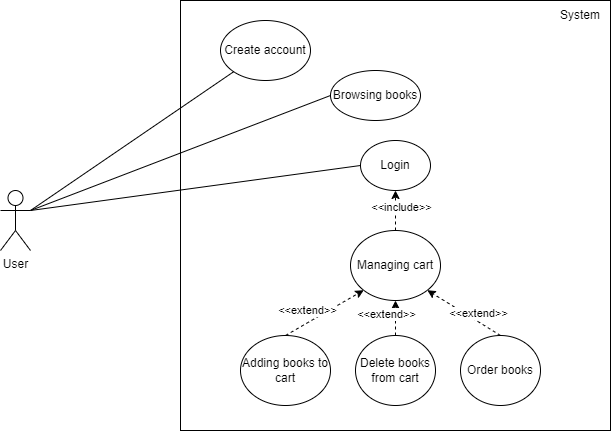 System
Create account
Browsing books
Login
<<include>>
User
Managing cart
<<extend>>
<<extend>>
<<extend>>
Adding books to
cart
Delete books
from cart
Order books